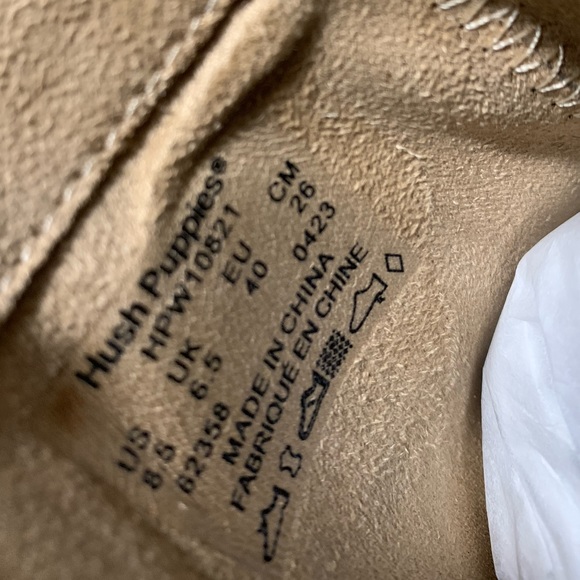 Hush Puppies®
HPW10821
US UK EU CM
8.5 6.5 40 26
62358 0423
MADE IN CHINA
FABRIQUÉ EN CHINE